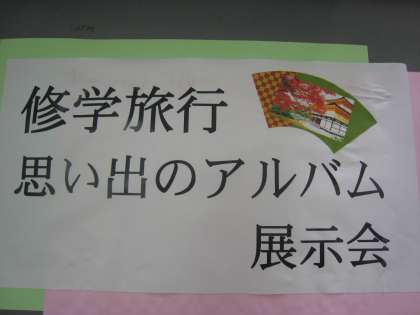 修学旅行
思い出のアルバム
展示会